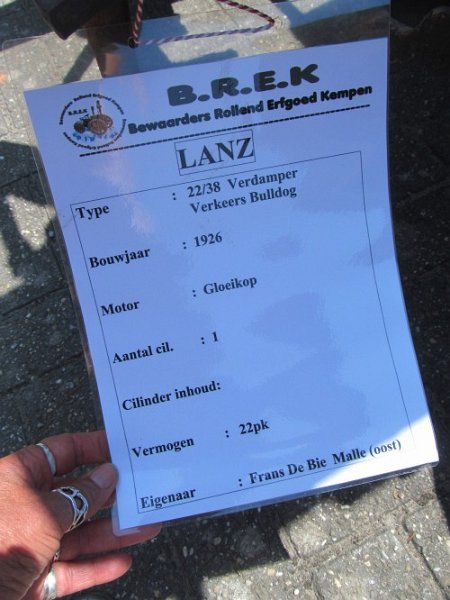 B.R.E.K
Bewaarders Rollend Erfgoed Kempen
LANZ
Type : 22/38 Verdamper
Verkeers Bulldog
Bouwjaar : 1926
Motor : Gloeikop
Aantal cil. : 1
Cilinder inhoud:
Vermogen : 22pk
Eigenaar : Frans De Bie Malle (oost)